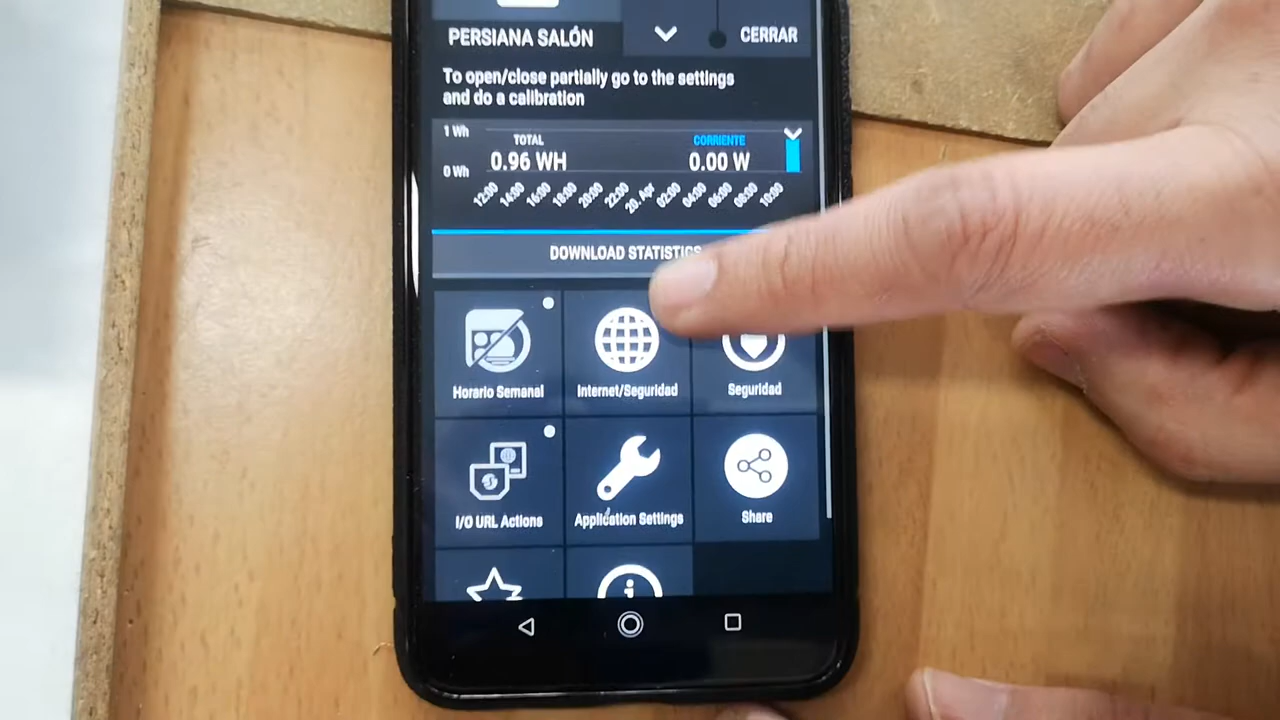 PERSIANA SALÓN
CERRAR
To open/close partially go to the settings
and do a calibration
1 Wh
TOTAL
CORRIENTE
0.96 WH
0.00 W
0 Wh
12:00 14:00 16:00 18:00 20:00 22:00 20. Apr 02:00 04:00 06:00 08:00 10:00
DOWNLOAD STATISTICS
Horario Semanal
Internet/Seguridad
Seguridad
I/O URL Actions
Application Settings
Share